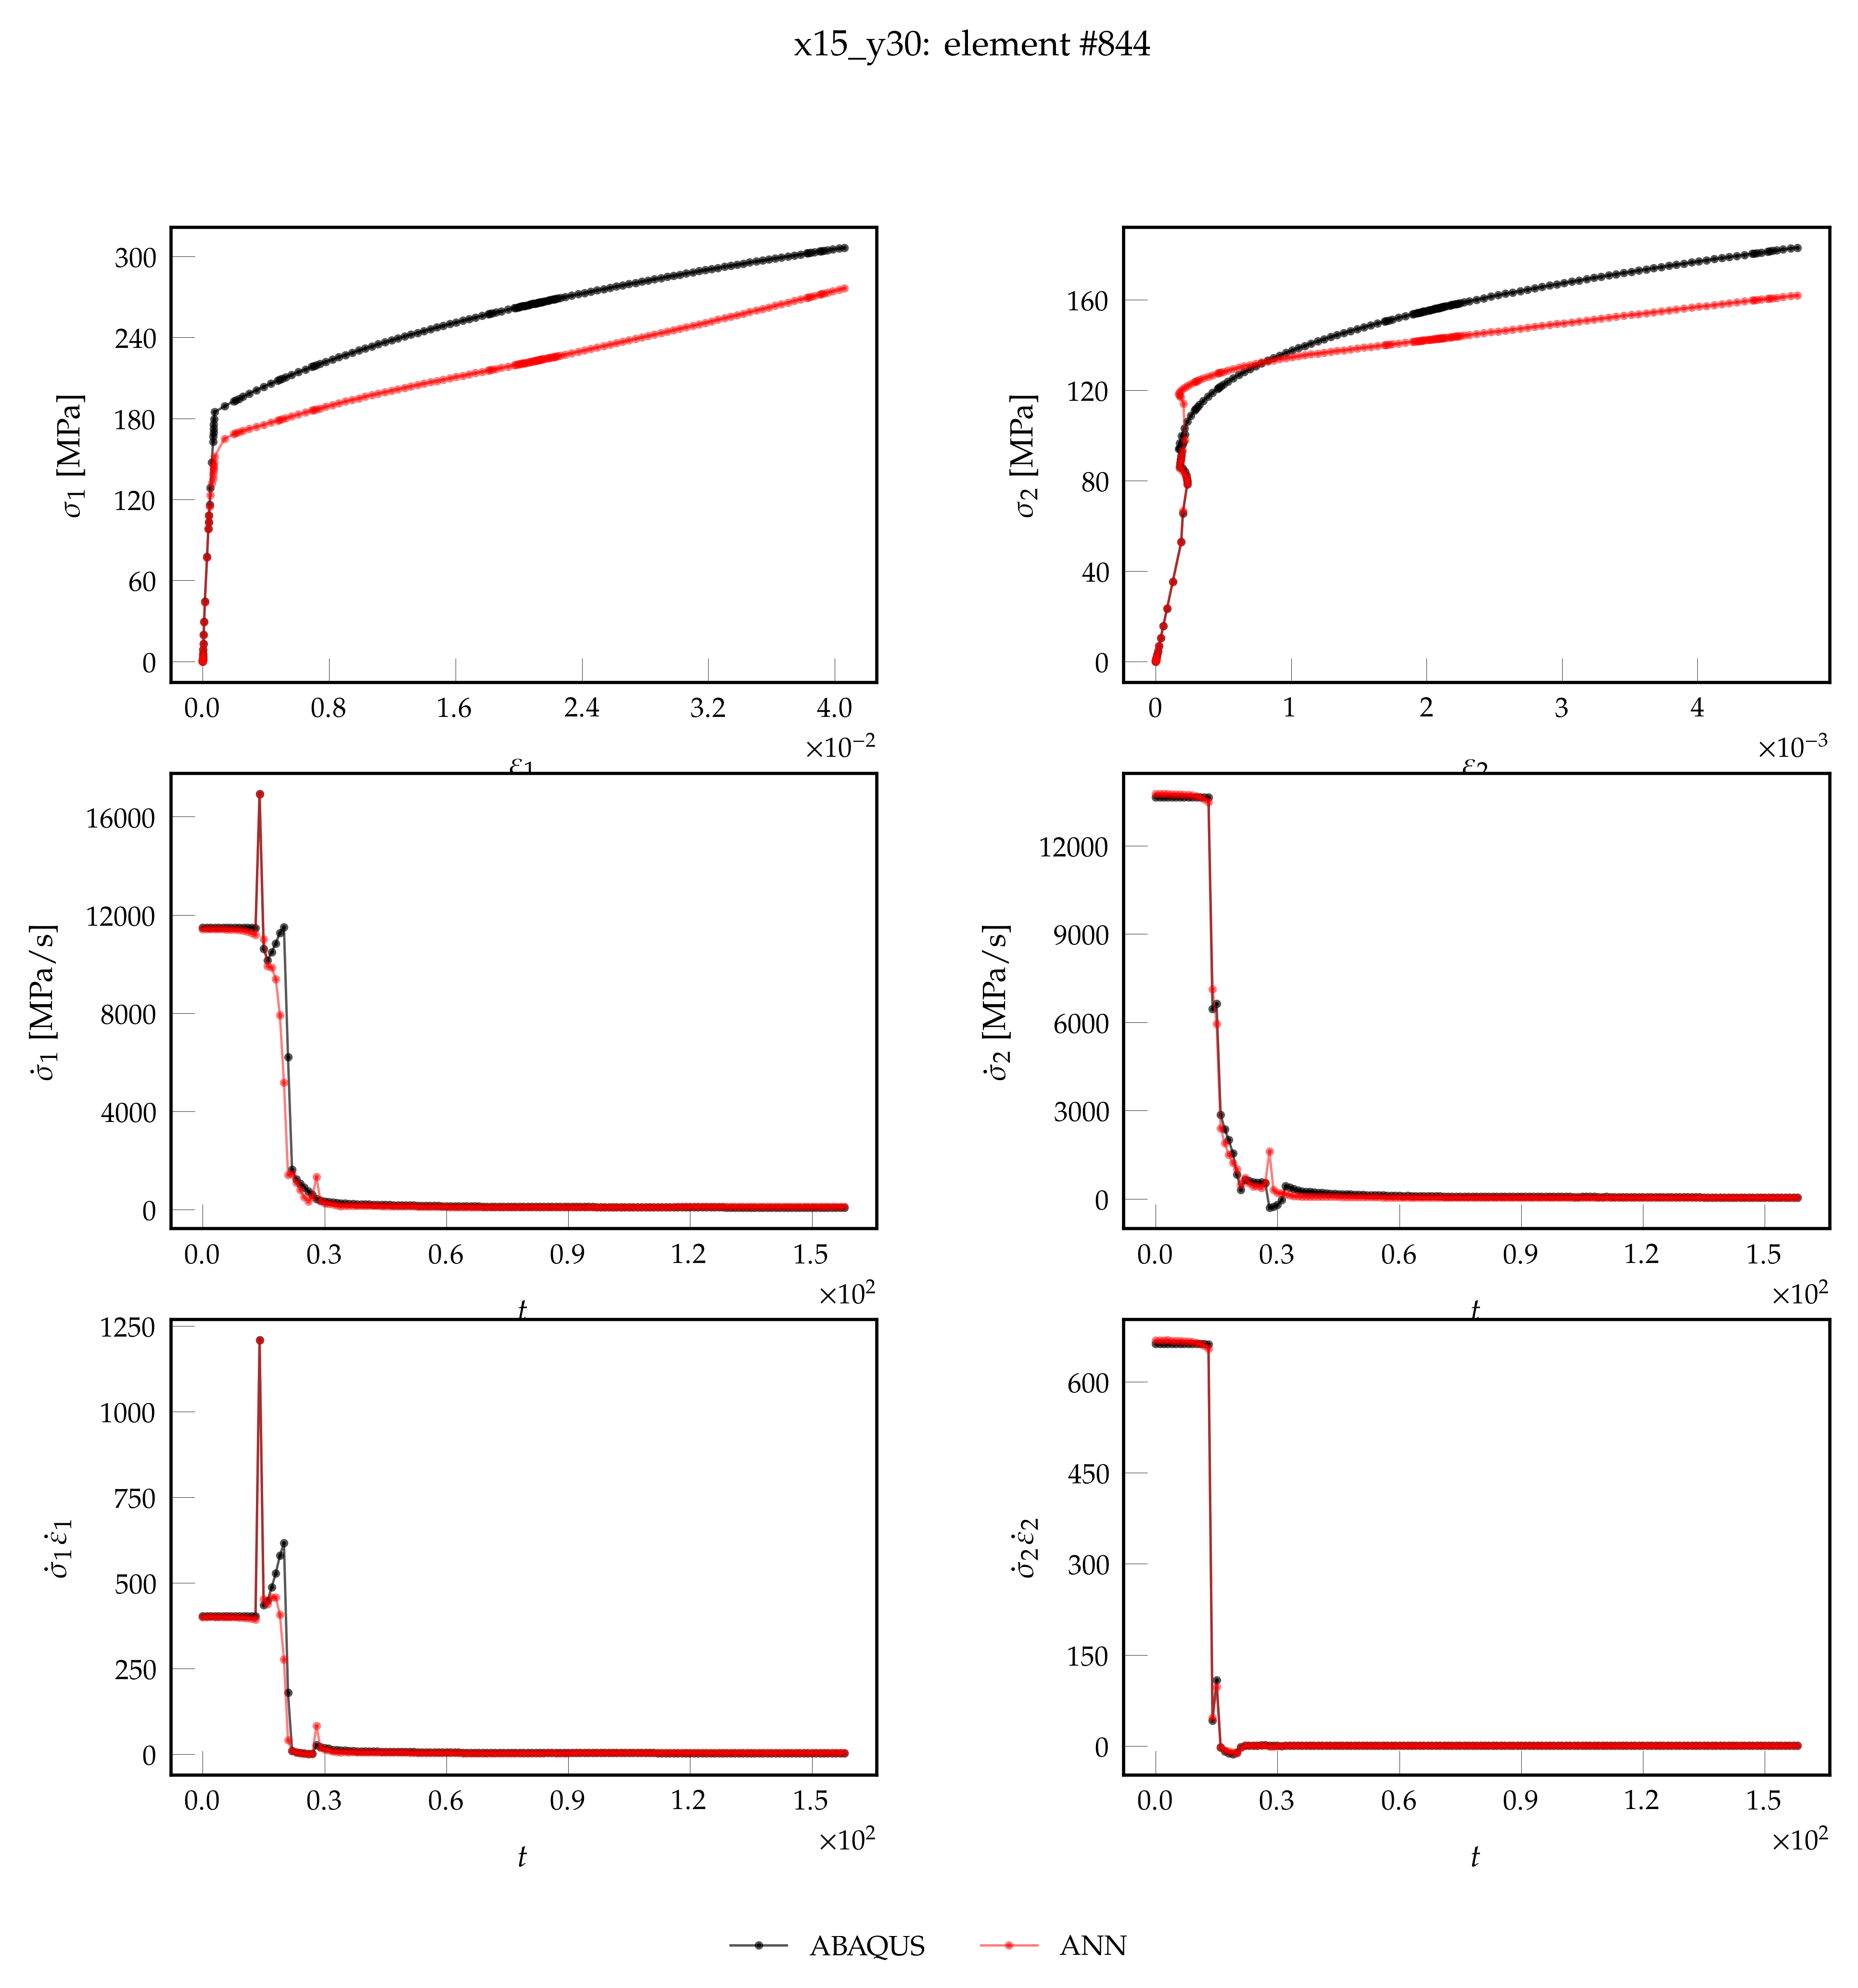 x15_y30: element #844
σ₁ [MPa]
300
240
180
120
60
0
0.0 0.8 1.6 2.4 3.2 4.0
×10⁻²
ε₁
σ₂ [MPa]
160
120
80
40
0
0 1 2 3 4
×10⁻³
ε₂
σ̇₁ [MPa/s]
16000
12000
8000
4000
0
0.0 0.3 0.6 0.9 1.2 1.5
×10²
t
σ̇₂ [MPa/s]
12000
9000
6000
3000
0
0.0 0.3 0.6 0.9 1.2 1.5
×10²
t
σ̇₁ε̇₁
1250
1000
750
500
250
0
0.0 0.3 0.6 0.9 1.2 1.5
×10²
t
σ̇₂ε̇₂
600
450
300
150
0
0.0 0.3 0.6 0.9 1.2 1.5
×10²
t
ABAQUS ANN